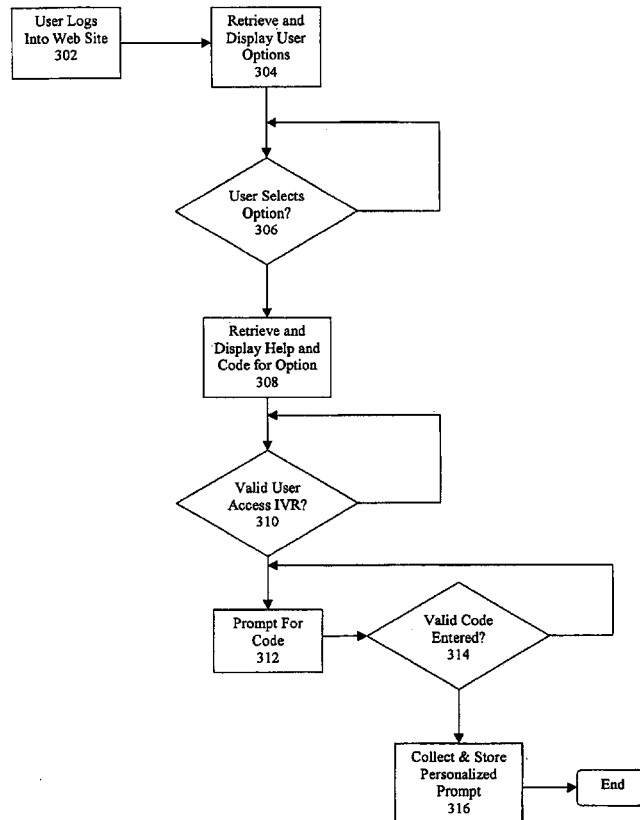 User Logs
Into Web Site
302
Retrieve and
Display User
Options
304
User Selects
Option?
306
Retrieve and
Display Help and
Code for Option
308
Valid User
Access IVR?
310
Prompt For
Code
312
Valid Code
Entered?
314
Collect & Store
Personalized
Prompt
316
End